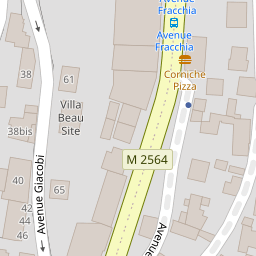 Avenue
Fracchia
Avenue
Fracchia
Corniche
Pizza
38
61
Villa
Beau
Site
38bis
M 2564
Avenue Giacobi
40
65
42
44
46
Avenue